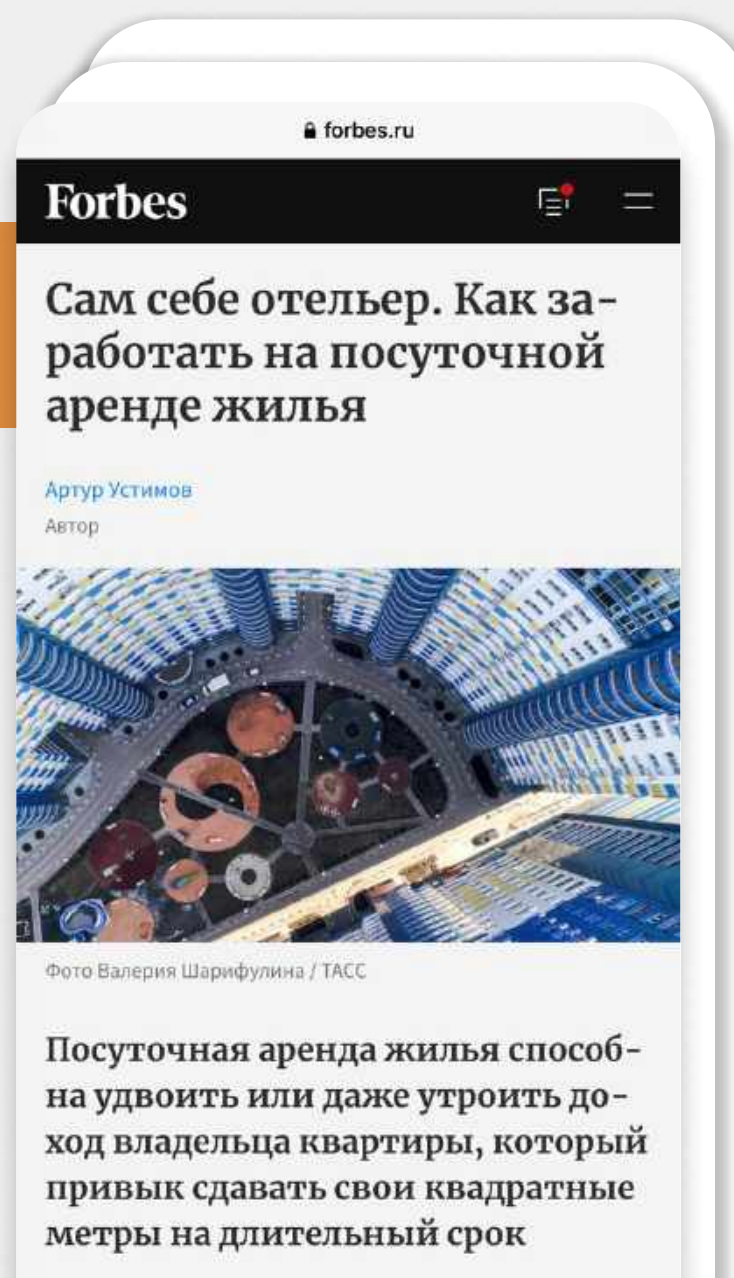 forbes.ru
Forbes
Сам себе отельер. Как за-
работать на посуточной
аренде жилья
Артур Устимов
Автор
Фото Валерия Шарифулина / ТАСС
Посуточная аренда жилья способ-
на удвоить или даже утроить до-
ход владельца квартиры, который
привык сдавать свои квадратные
метры на длительный срок